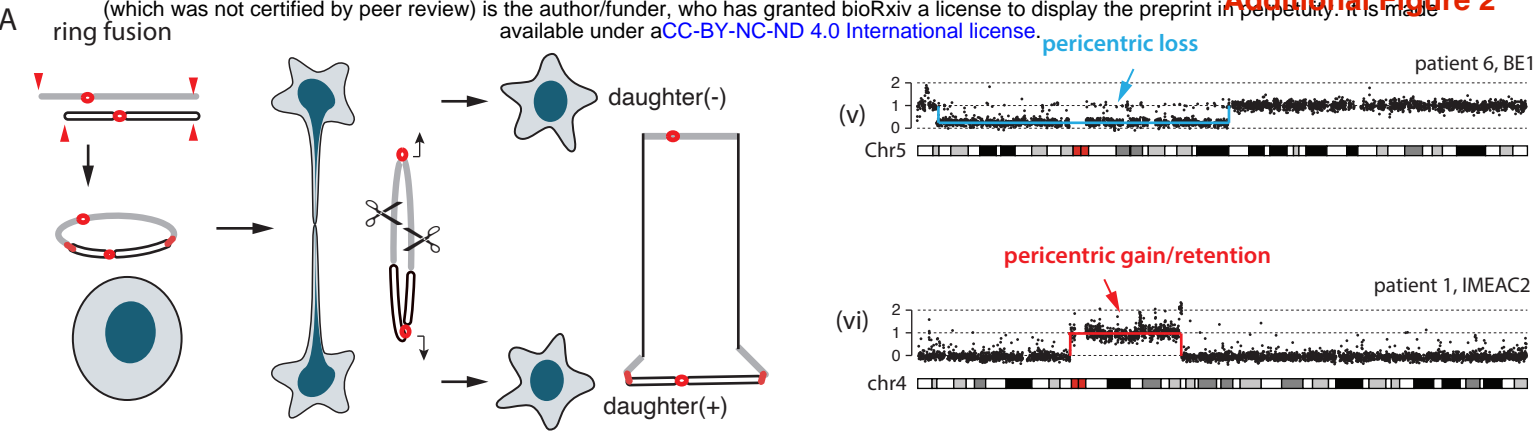 (which was not certified by peer review) is the author/funder, who has granted bioRxiv a license to display the preprint in perpetuity. It is made
available under aCC-BY-NC-ND 4.0 International license.
Additional Figure 2
A
ring fusion
daughter(-)
daughter(+)
pericentric loss
patient 6, BE1
(v)
2
1
0
Chr5
pericentric gain/retention
patient 1, IMEAC2
(vi)
2
1
0
chr4